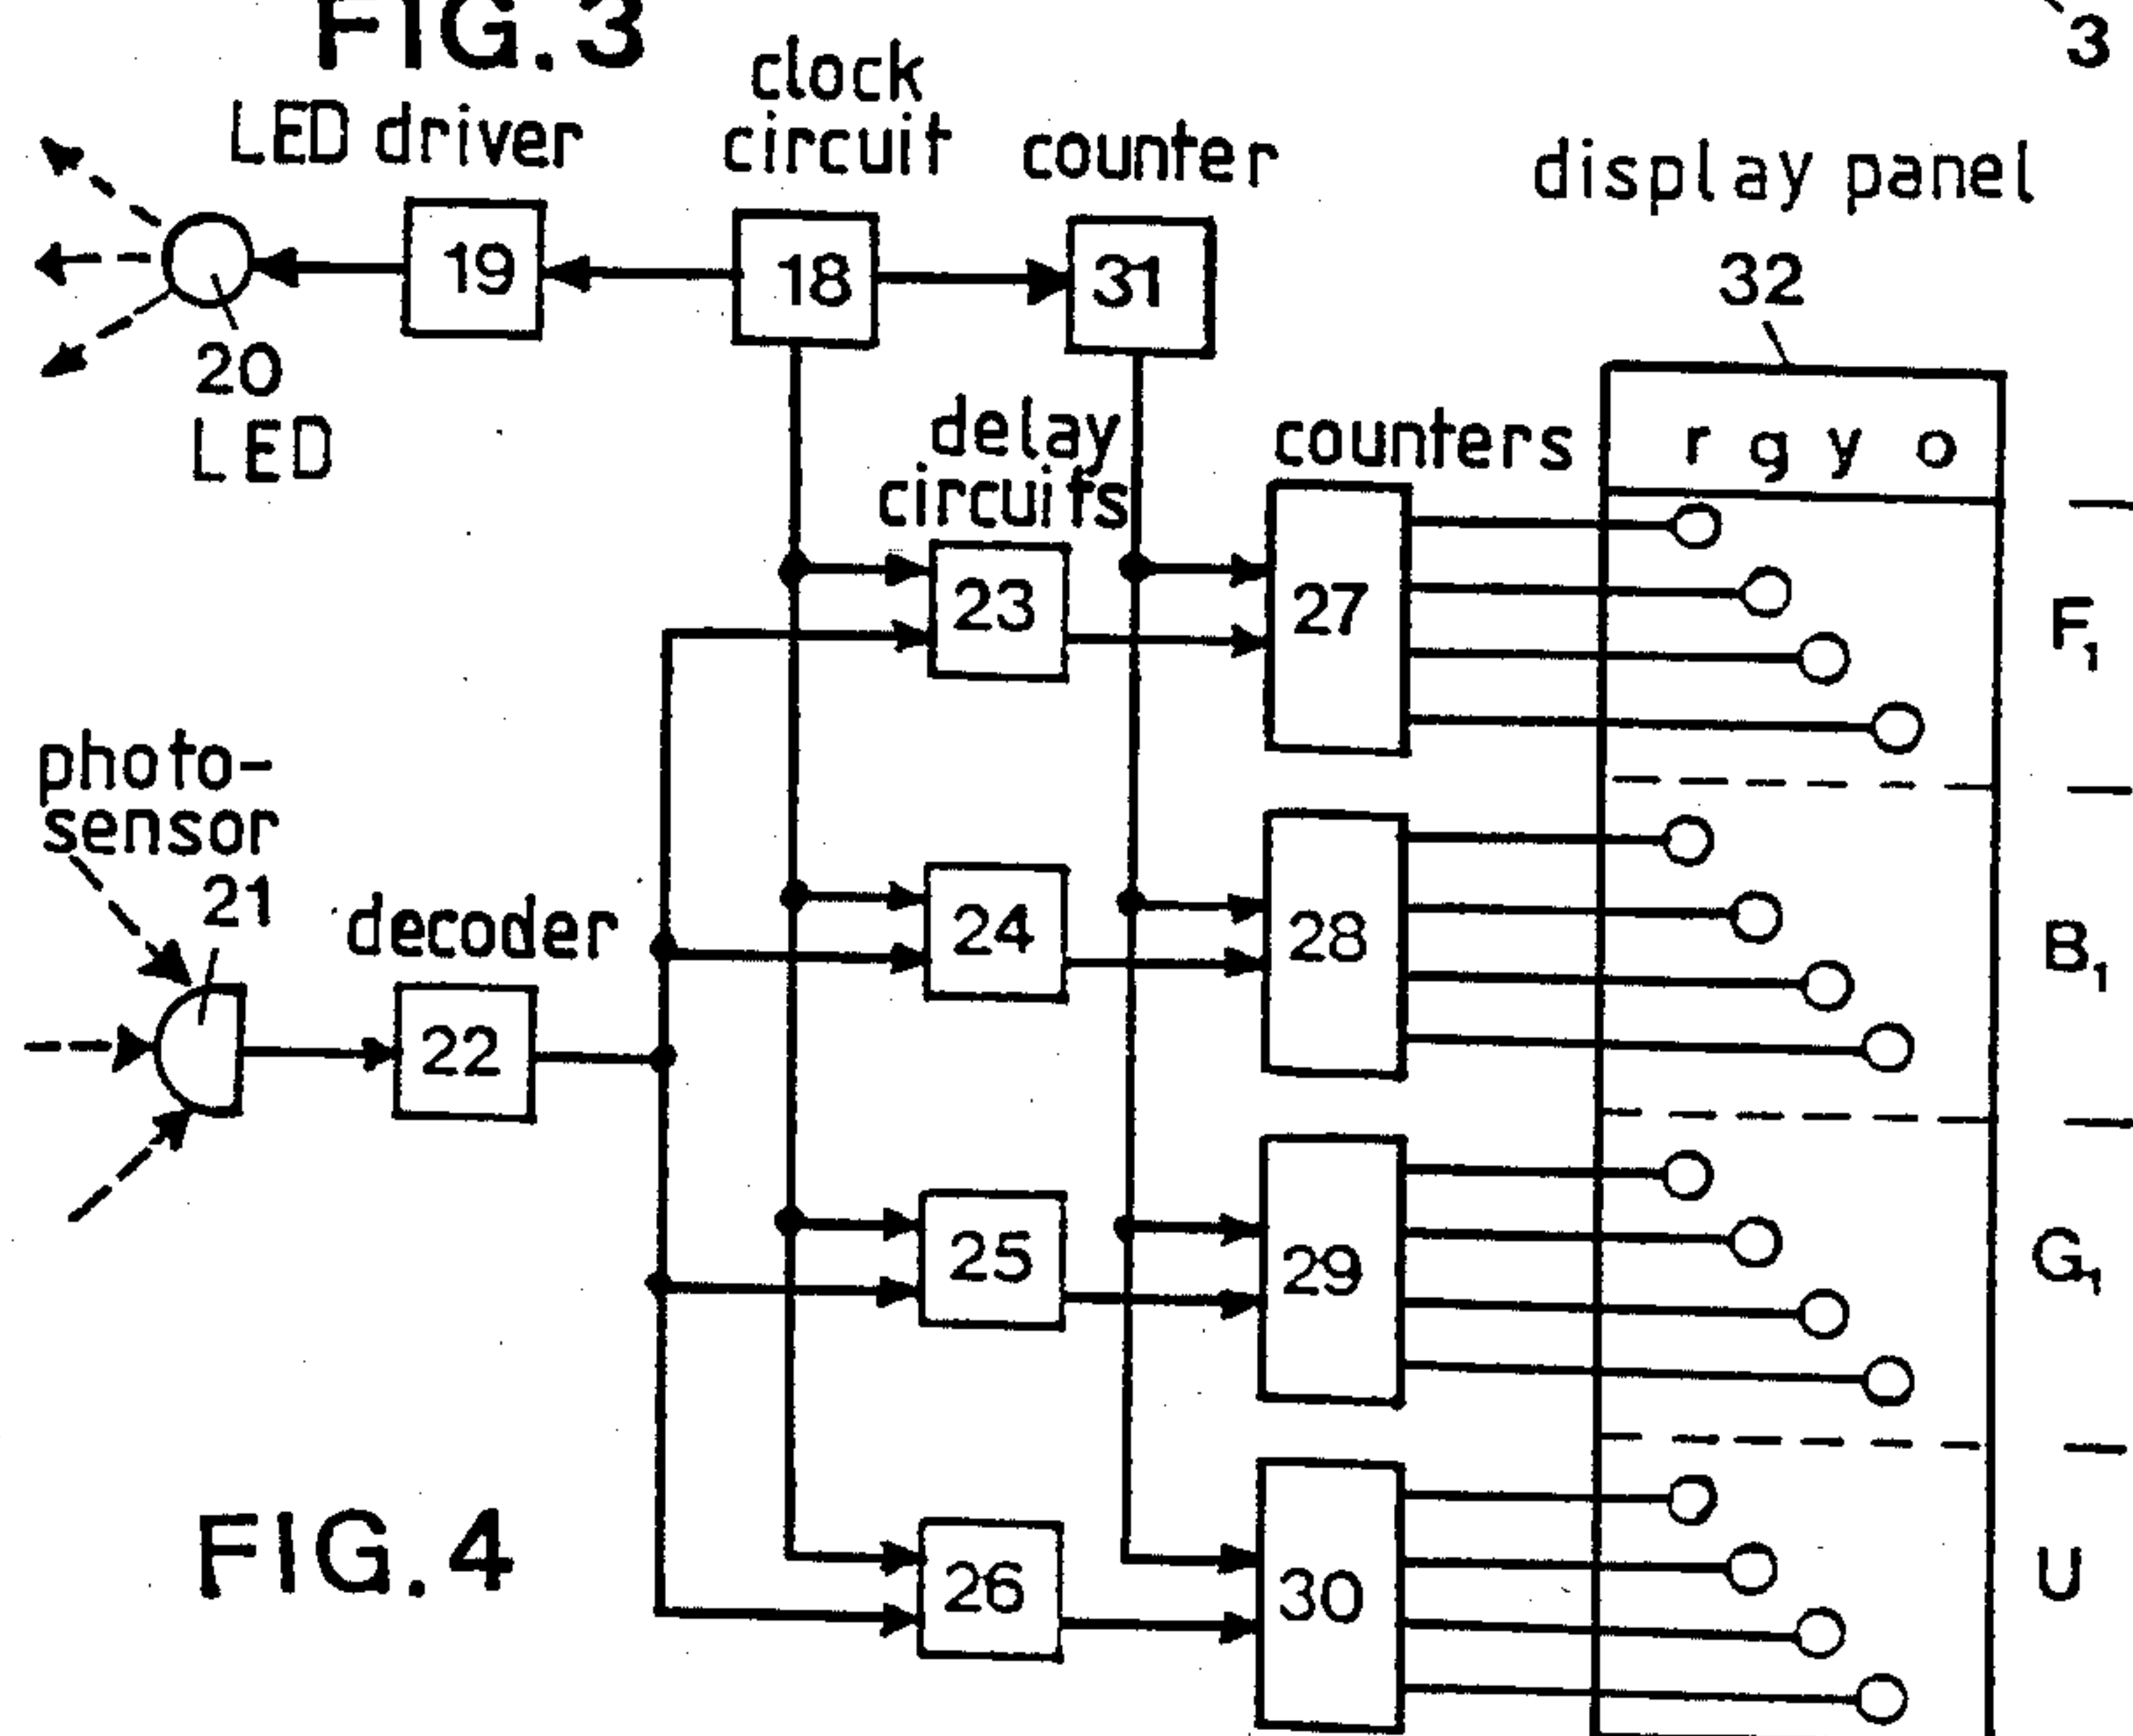 FIG.3
3
clock
circuit
LED driver
counter
display panel
19
18
31
32
20
LED
delay
circuits
counters
r g y o
23
27
F1
photo-
sensor
21
decoder
24
28
B1
22
25
29
G1
FIG.4
26
30
U